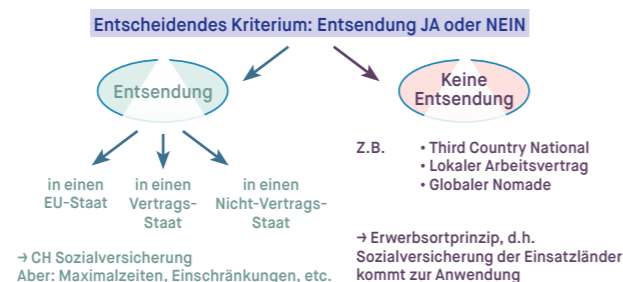 Entscheidendes Kriterium: Entsendung JA oder NEIN
Entsendung
in einen
EU-Staat
in einen
Vertrags-
Staat
in einen
Nicht-Vertrags-
Staat
→ CH Sozialversicherung
Aber: Maximalzeiten, Einschränkungen, etc.
Keine
Entsendung
Z.B.
• Third Country National
• Lokaler Arbeitsvertrag
• Globaler Nomade
→ Erwerbsortprinzip, d.h.
Sozialversicherung der Einsatzländer
kommt zur Anwendung